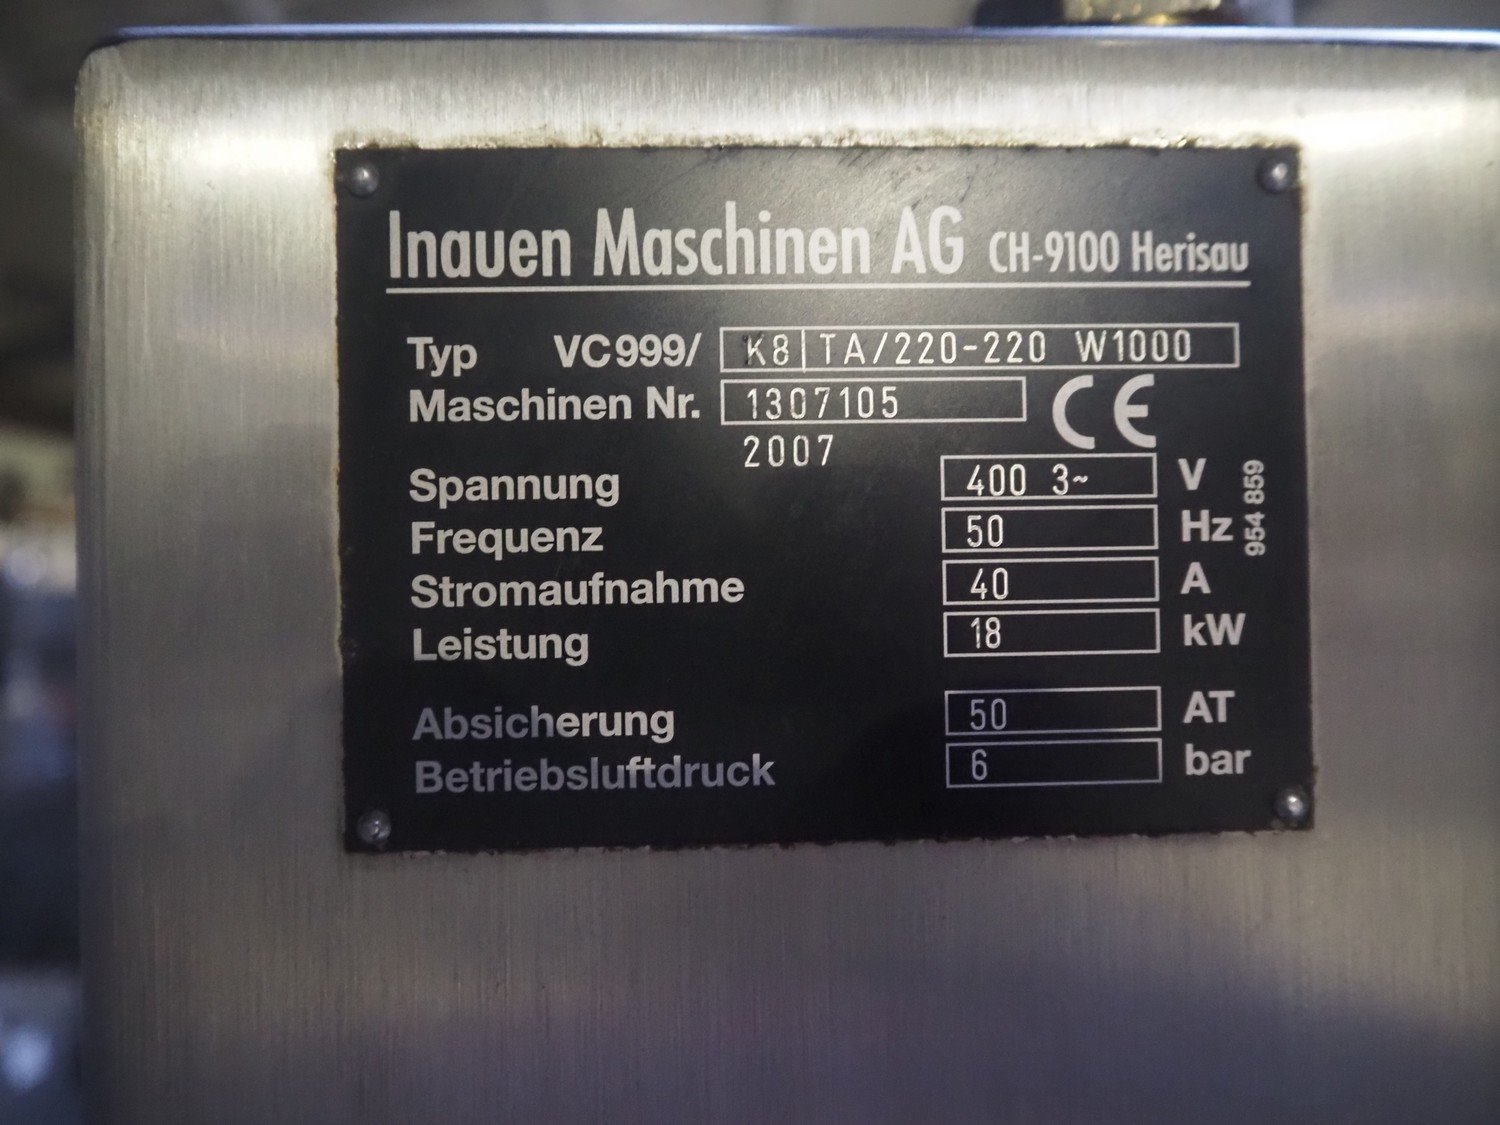 Inauen Maschinen AG CH-9100 Herisau
Typ VC999/ K8|TA/220-220 W1000
Maschinen Nr. 1307105 CE
2007
Spannung 400 3~ V
Frequenz 50 Hz
Stromaufnahme 40 A
Leistung 18 kW
Absicherung 50 AT
Betriebsluftdruck 6 bar
954 859